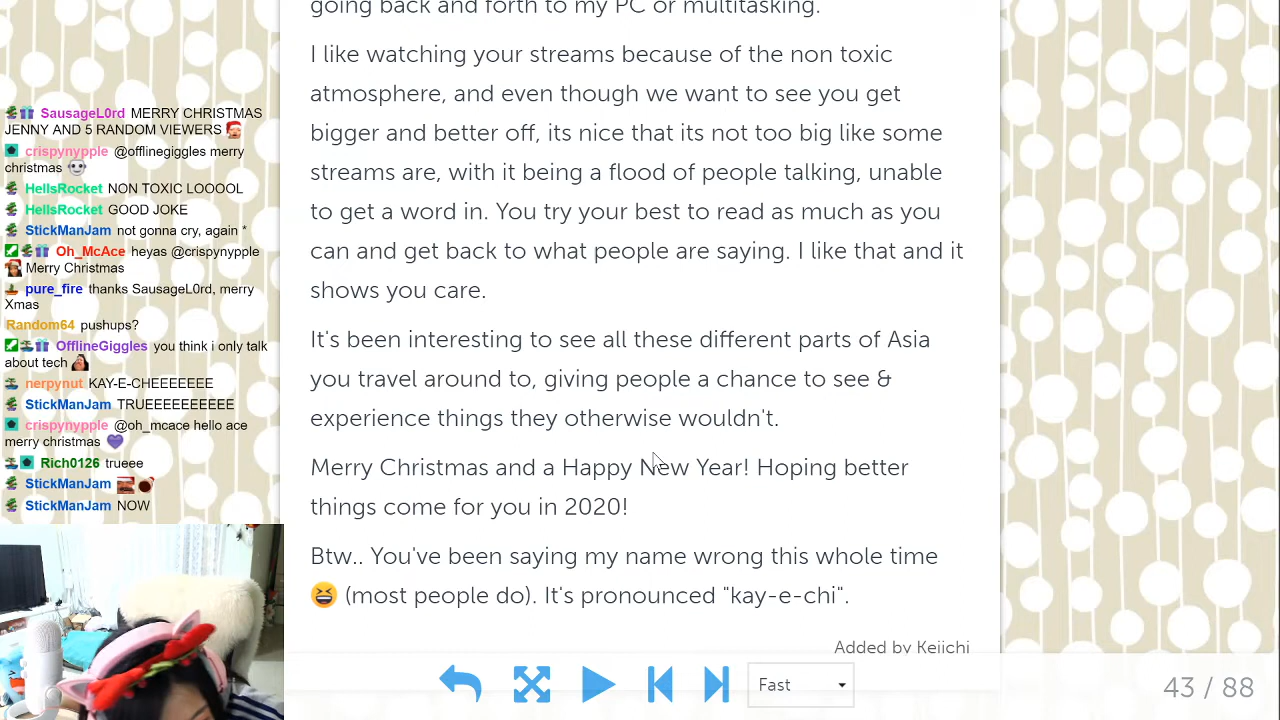 going back and forth to my PC or multitasking.
I like watching your streams because of the non toxic
atmosphere, and even though we want to see you get
bigger and better off, its nice that its not too big like some
streams are, with it being a flood of people talking, unable
to get a word in. You try your best to read as much as you
can and get back to what people are saying. I like that and it
shows you care.
It's been interesting to see all these different parts of Asia
you travel around to, giving people a chance to see &
experience things they otherwise wouldn't.
Merry Christmas and a Happy New Year! Hoping better
things come for you in 2020!
Btw.. You've been saying my name wrong this whole time
😆 (most people do). It's pronounced "kay-e-chi".
Added by Keiichi
Fast
43 / 88
SausageL0rd MERRY CHRISTMAS
JENNY AND 5 RANDOM VIEWERS
crispynypple @offlinegiggles merry
christmas
HellsRocket NON TOXIC LOOOOL
HellsRocket GOOD JOKE
StickManJam not gonna cry, again *
Oh_McAce heyas @crispynypple
Merry Christmas
pure_fire thanks SausageL0rd, merry
Xmas
Random64 pushups?
OfflineGiggles you think i only talk
about tech
nerpynut KAY-E-CHEEEEEEE
StickManJam TRUEEEEEEEEEE
crispynypple @oh_mcace hello ace
merry christmas 💜
Rich0126 trueee
StickManJam
StickManJam NOW